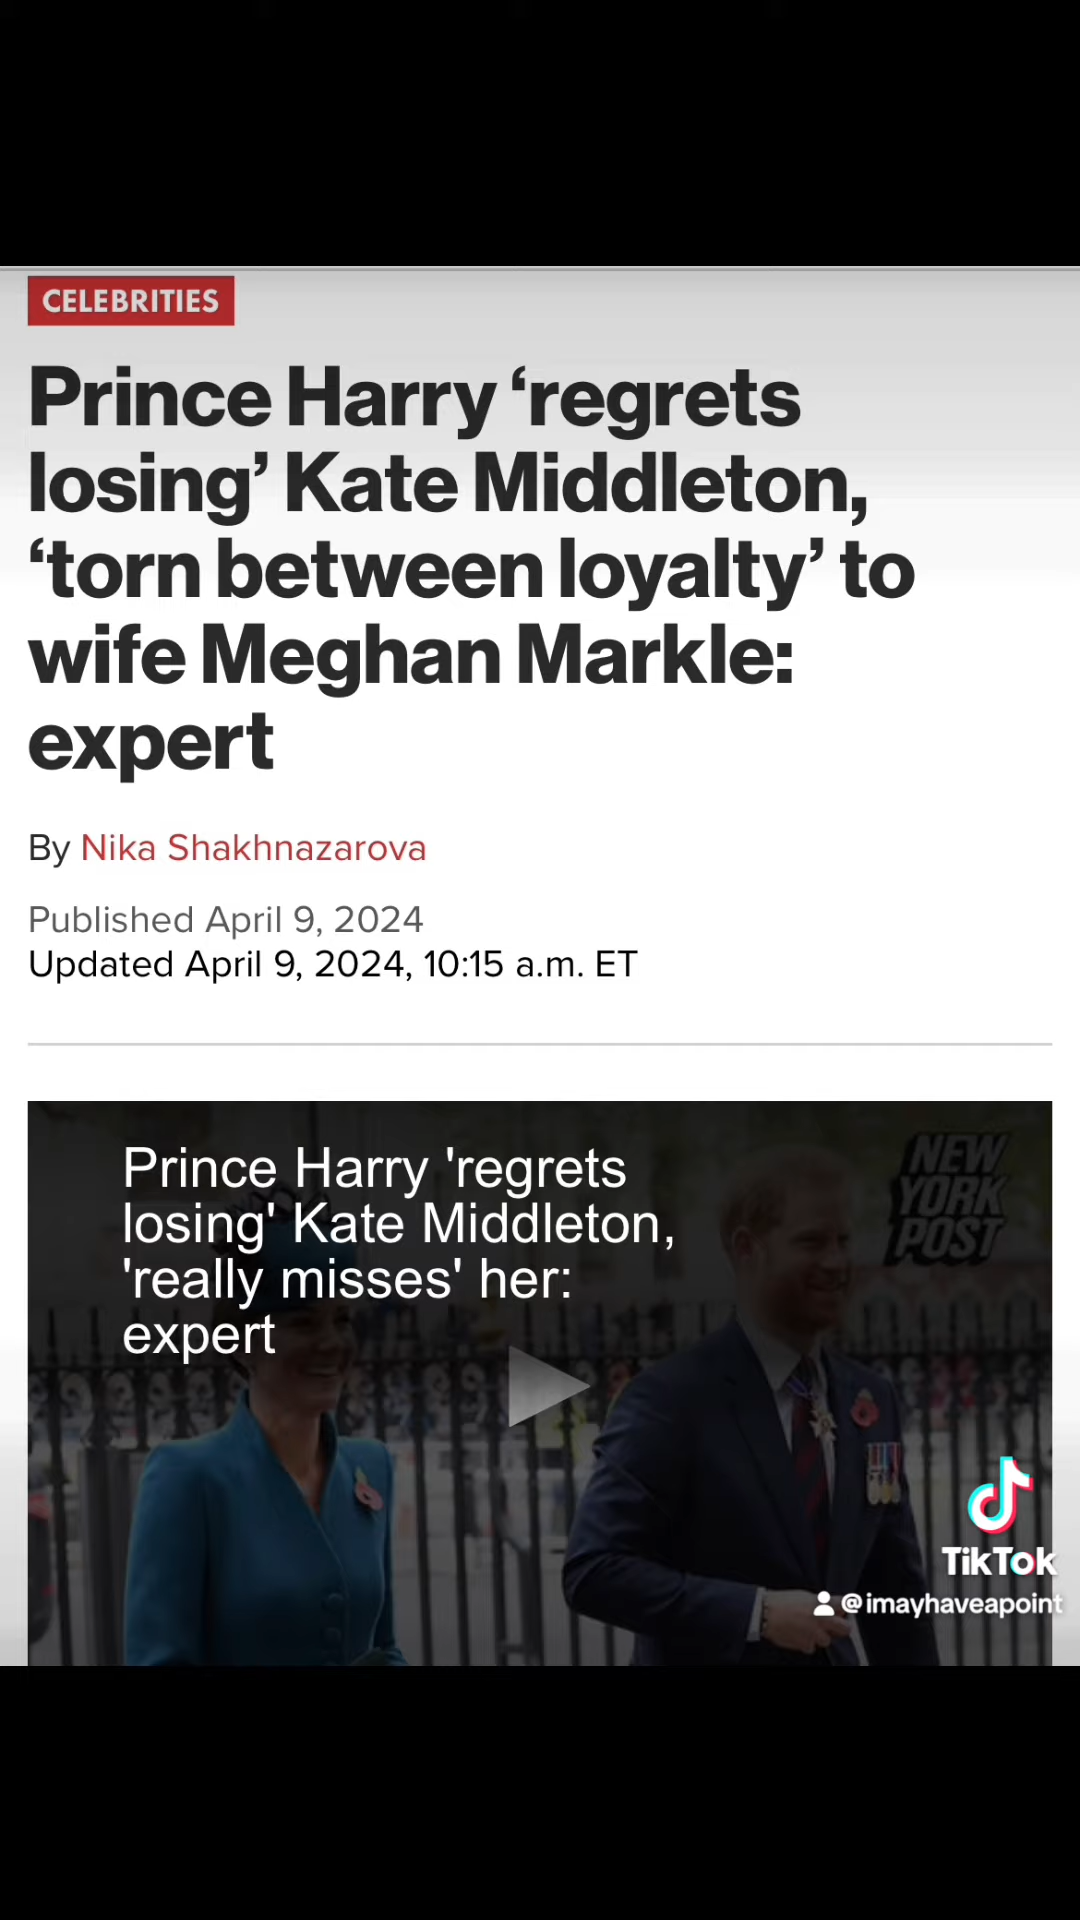 CELEBRITIES
Prince Harry ‘regrets
losing’ Kate Middleton,
‘torn between loyalty’ to
wife Meghan Markle:
expert
By Nika Shakhnazarova
Published April 9, 2024
Updated April 9, 2024, 10:15 a.m. ET
Prince Harry 'regrets
losing' Kate Middleton,
'really misses' her:
expert
NEW
YORK
POST
TikTok
@imayhaveapoint